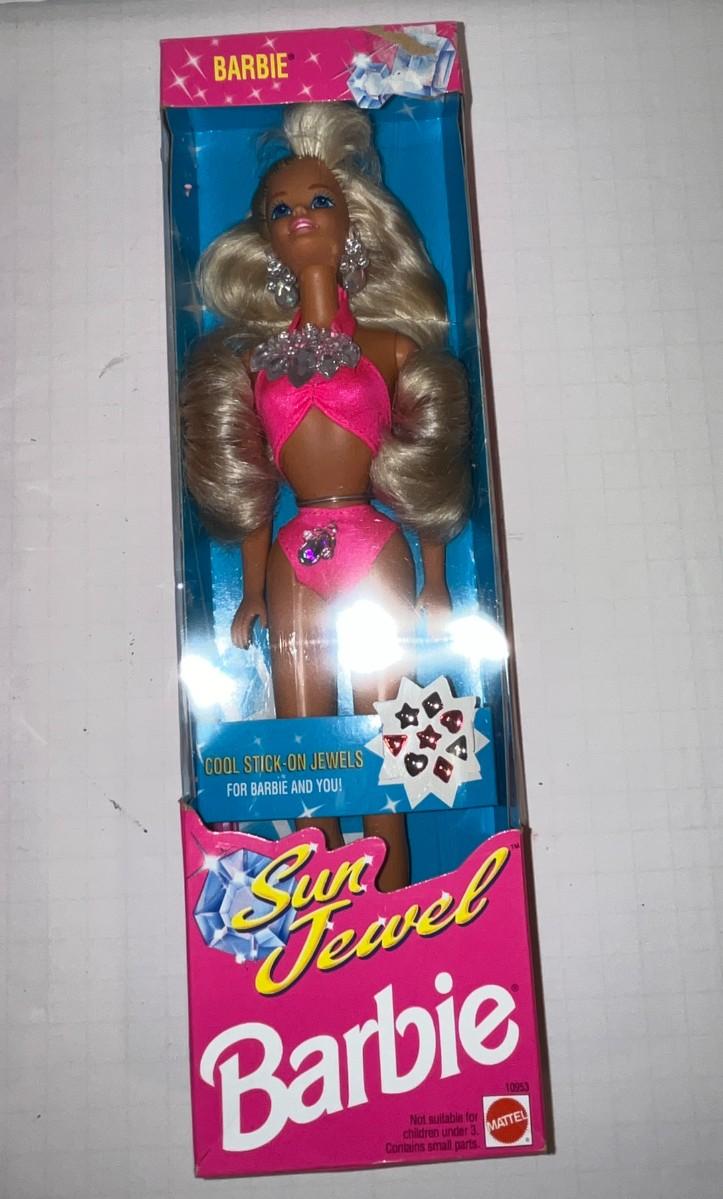 BARBIE®
COOL STICK-ON JEWELS
FOR BARBIE AND YOU!
Sun
Jewel™
Barbie®
10953
Not suitable for
children under 3.
Contains small parts.
MATTEL®